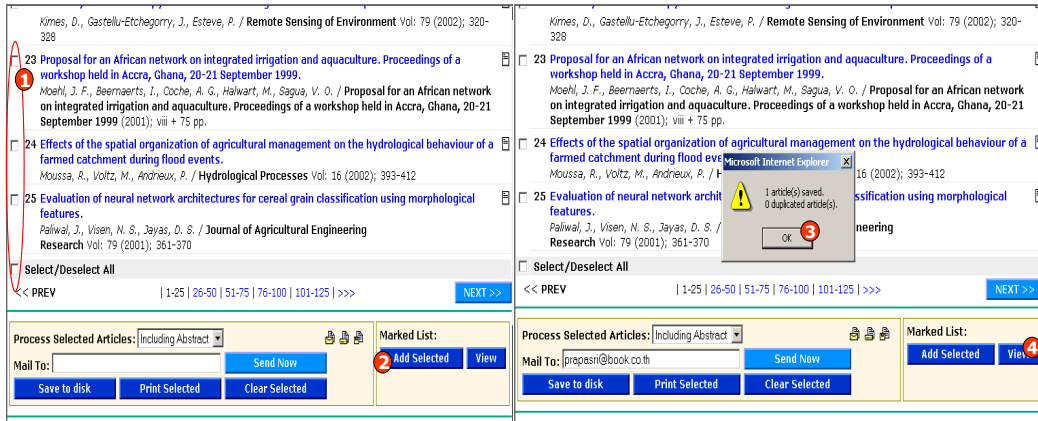 Kimes, D., Gastellu-Etchegorry, J., Esteve, P. / Remote Sensing of Environment Vol: 79 (2002); 320-
328
23 Proposal for an African network on integrated irrigation and aquaculture. Proceedings of a
workshop held in Accra, Ghana, 20-21 September 1999.
Moehl, J. F., Beernaerts, I., Coche, A. G., Halwart, M., Sagua, V. O. / Proposal for an African network
on integrated irrigation and aquaculture. Proceedings of a workshop held in Accra, Ghana, 20-21
September 1999 (2001); viii + 75 pp.
1
24 Effects of the spatial organization of agricultural management on the hydrological behaviour of a
farmed catchment during flood events.
Moussa, R., Voltz, M., Andrieux, P. / Hydrological Processes Vol: 16 (2002); 393-412
25 Evaluation of neural network architectures for cereal grain classification using morphological
features.
Paliwal, J., Visen, N. S., Jayas, D. S. / Journal of Agricultural Engineering
Research Vol: 79 (2001); 361-370
Select/Deselect All
<< PREV | 1-25 | 26-50 | 51-75 | 76-100 | 101-125 | >>> NEXT >>
Process Selected Articles: Including Abstract
Mail To: Send Now
Save to disk Print Selected Clear Selected
Marked List:
2 Add Selected View
Kimes, D., Gastellu-Etchegorry, J., Esteve, P. / Remote Sensing of Environment Vol: 79 (2002); 320-
328
23 Proposal for an African network on integrated irrigation and aquaculture. Proceedings of a
workshop held in Accra, Ghana, 20-21 September 1999.
Moehl, J. F., Beernaerts, I., Coche, A. G., Halwart, M., Sagua, V. O. / Proposal for an African network
on integrated irrigation and aquaculture. Proceedings of a workshop held in Accra, Ghana, 20-21
September 1999 (2001); viii + 75 pp.
24 Effects of the spatial organization of agricultural management on the hydrological behaviour of a
farmed catchment during flood
Moussa, R., Voltz, M., Andrieux, P. / 16 (2002); 393-412
25 Evaluation of neural network classification using morphological
features.
Paliwal, J., Visen, N. S., Jayas, D. S. /
Research Vol: 79 (2001); 361-370
Microsoft Internet Explorer
1 article(s) saved.
0 duplicated article(s).
OK 3
Select/Deselect All
<< PREV | 1-25 | 26-50 | 51-75 | 76-100 | 101-125 | >>> NEXT >>
Process Selected Articles: Including Abstract
Mail To: prapasri@book.co.th Send Now
Save to disk Print Selected Clear Selected
Marked List:
Add Selected View 4